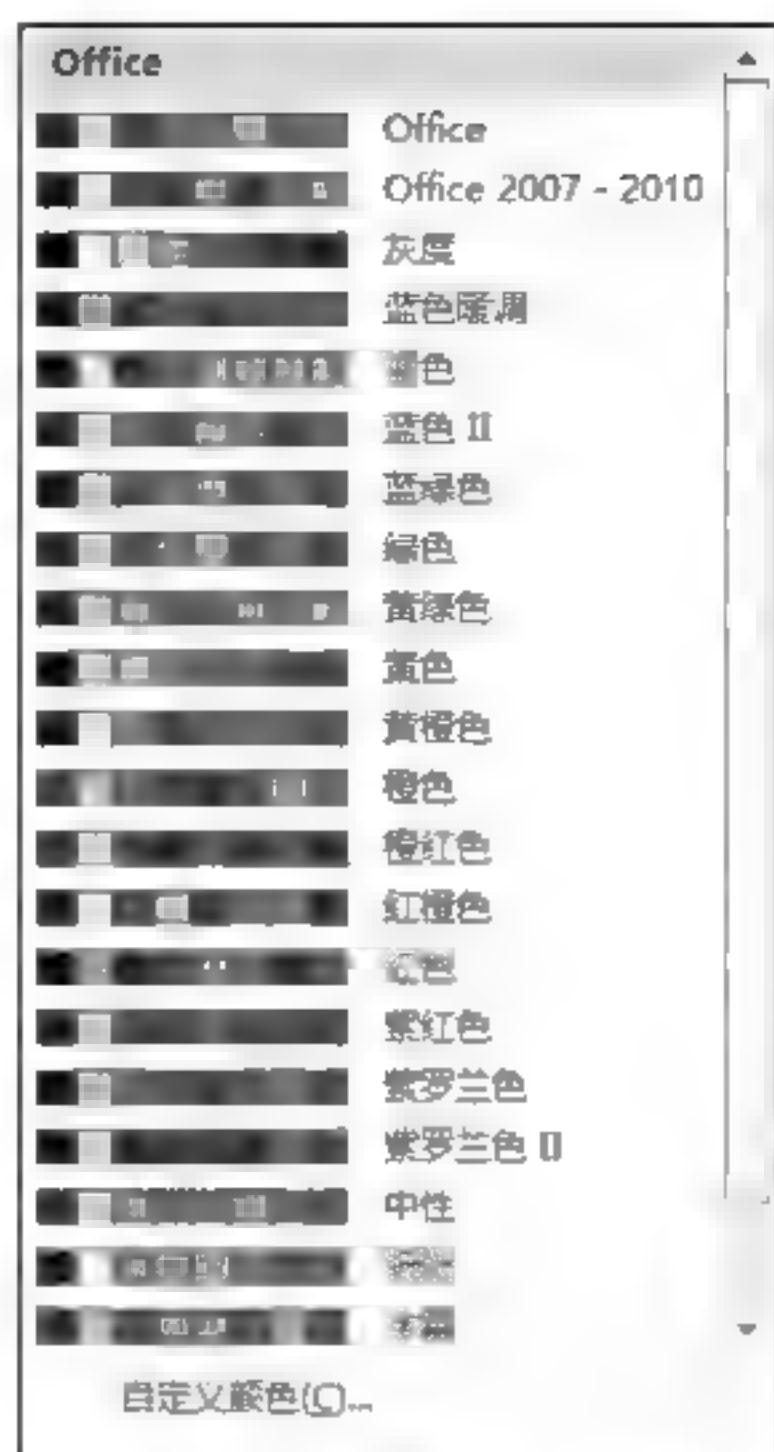 Office
Office
Office 2007 - 2010
灰度
蓝色暖调
色
蓝色 II
蓝绿色
绿色
黄绿色
黄色
黄橙色
橙色
橙红色
红橙色
色
紫红色
紫罗兰色
紫罗兰色 II
中性
自定义颜色(C)...